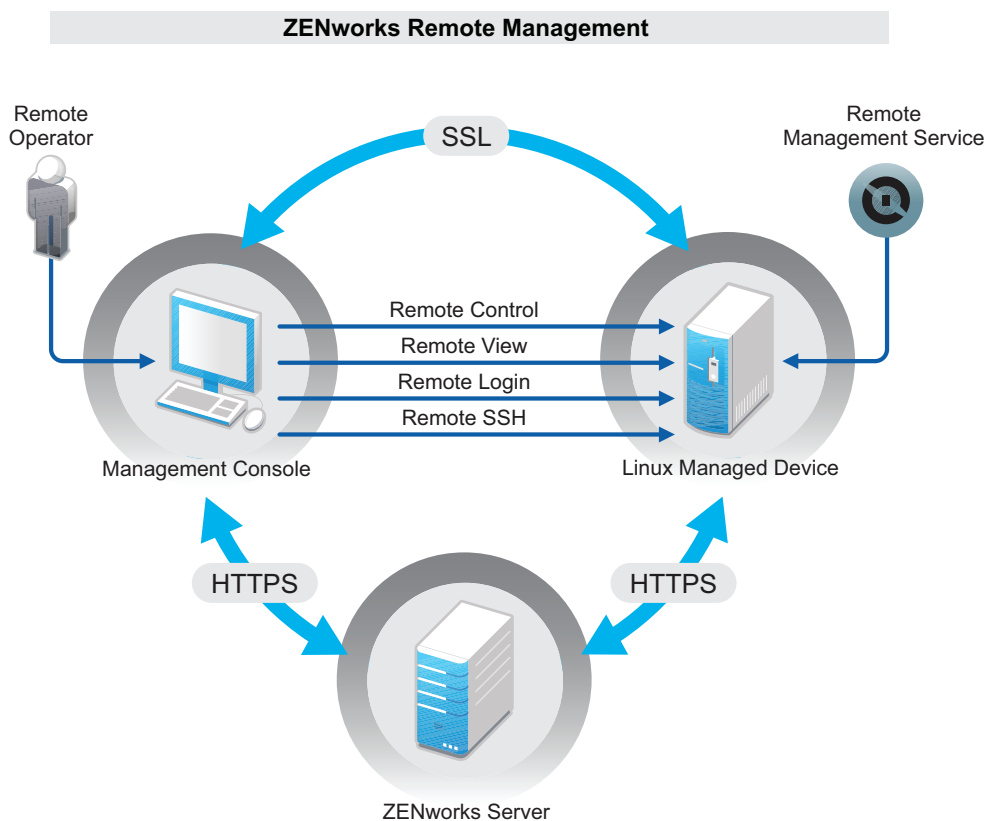 ZENworks Remote Management
Remote
Operator
SSL
Remote
Management Service
Remote Control
Remote View
Remote Login
Remote SSH
Management Console
Linux Managed Device
HTTPS
HTTPS
ZENworks Server